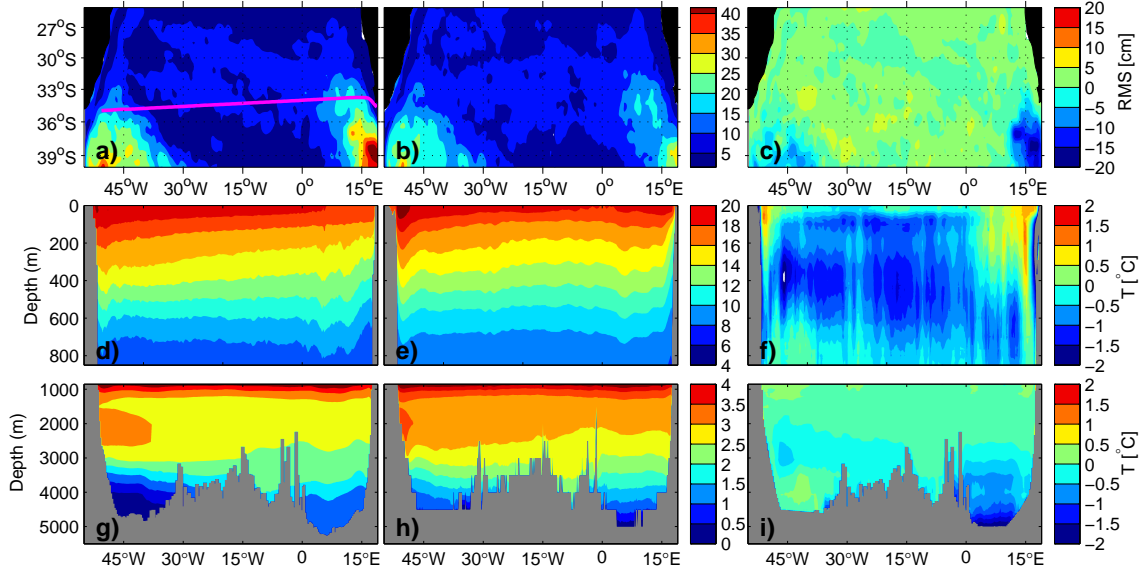 27°S
30°S
33°S
36°S
39°S
a)
b)
c)
40
35
30
25
20
15
10
5
20
15
10
5
0
−5
−10
−15
−20
RMS [cm]
45°W 30°W 15°W 0° 15°E
45°W 30°W 15°W 0° 15°E
45°W 30°W 15°W 0° 15°E
Depth (m)
0
200
400
600
800
d)
e)
f)
20
18
16
14
12
10
8
6
4
2
1.5
1
0.5
0
−0.5
−1
−1.5
−2
T [°C]
Depth (m)
1000
2000
3000
4000
5000
g)
h)
i)
4
3.5
3
2.5
2
1.5
1
0.5
0
2
1.5
1
0.5
0
−0.5
−1
−1.5
−2
T [°C]
45°W 30°W 15°W 0° 15°E
45°W 30°W 15°W 0° 15°E
45°W 30°W 15°W 0° 15°E